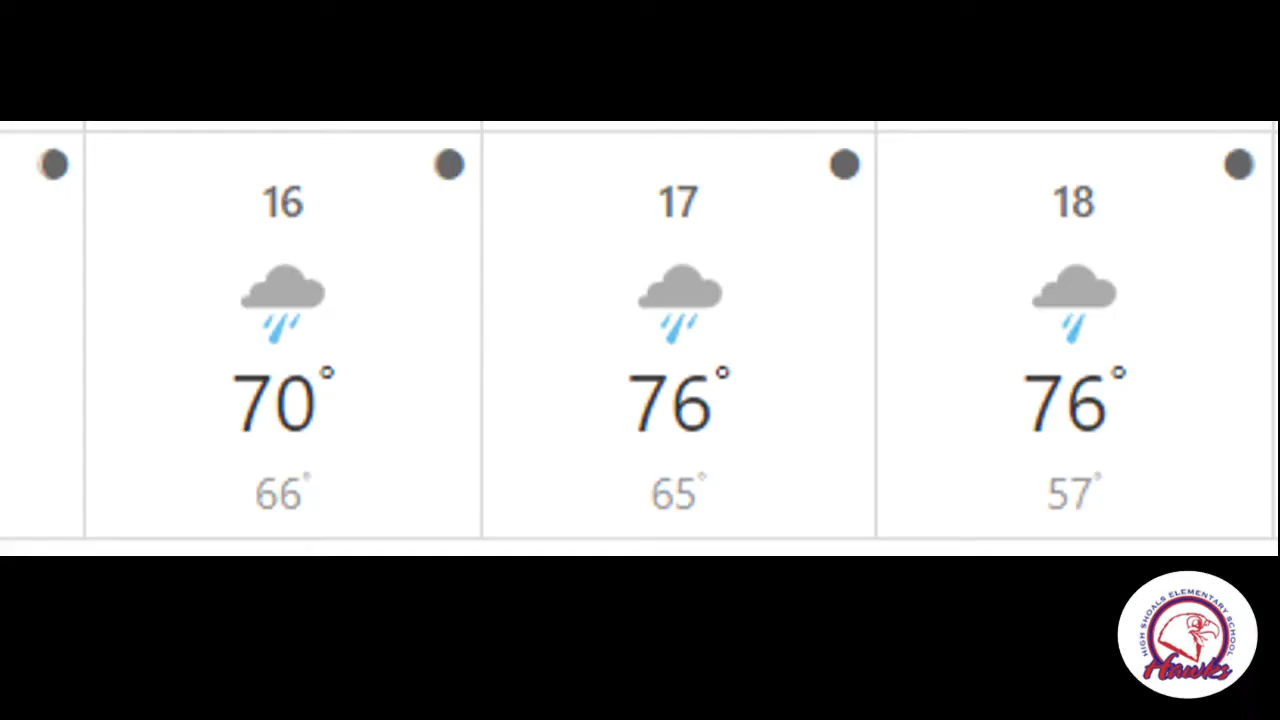 16 17 18
70° 76° 76°
66° 65° 57°
HIGH SHOALS ELEMENTARY SCHOOL
Hawks